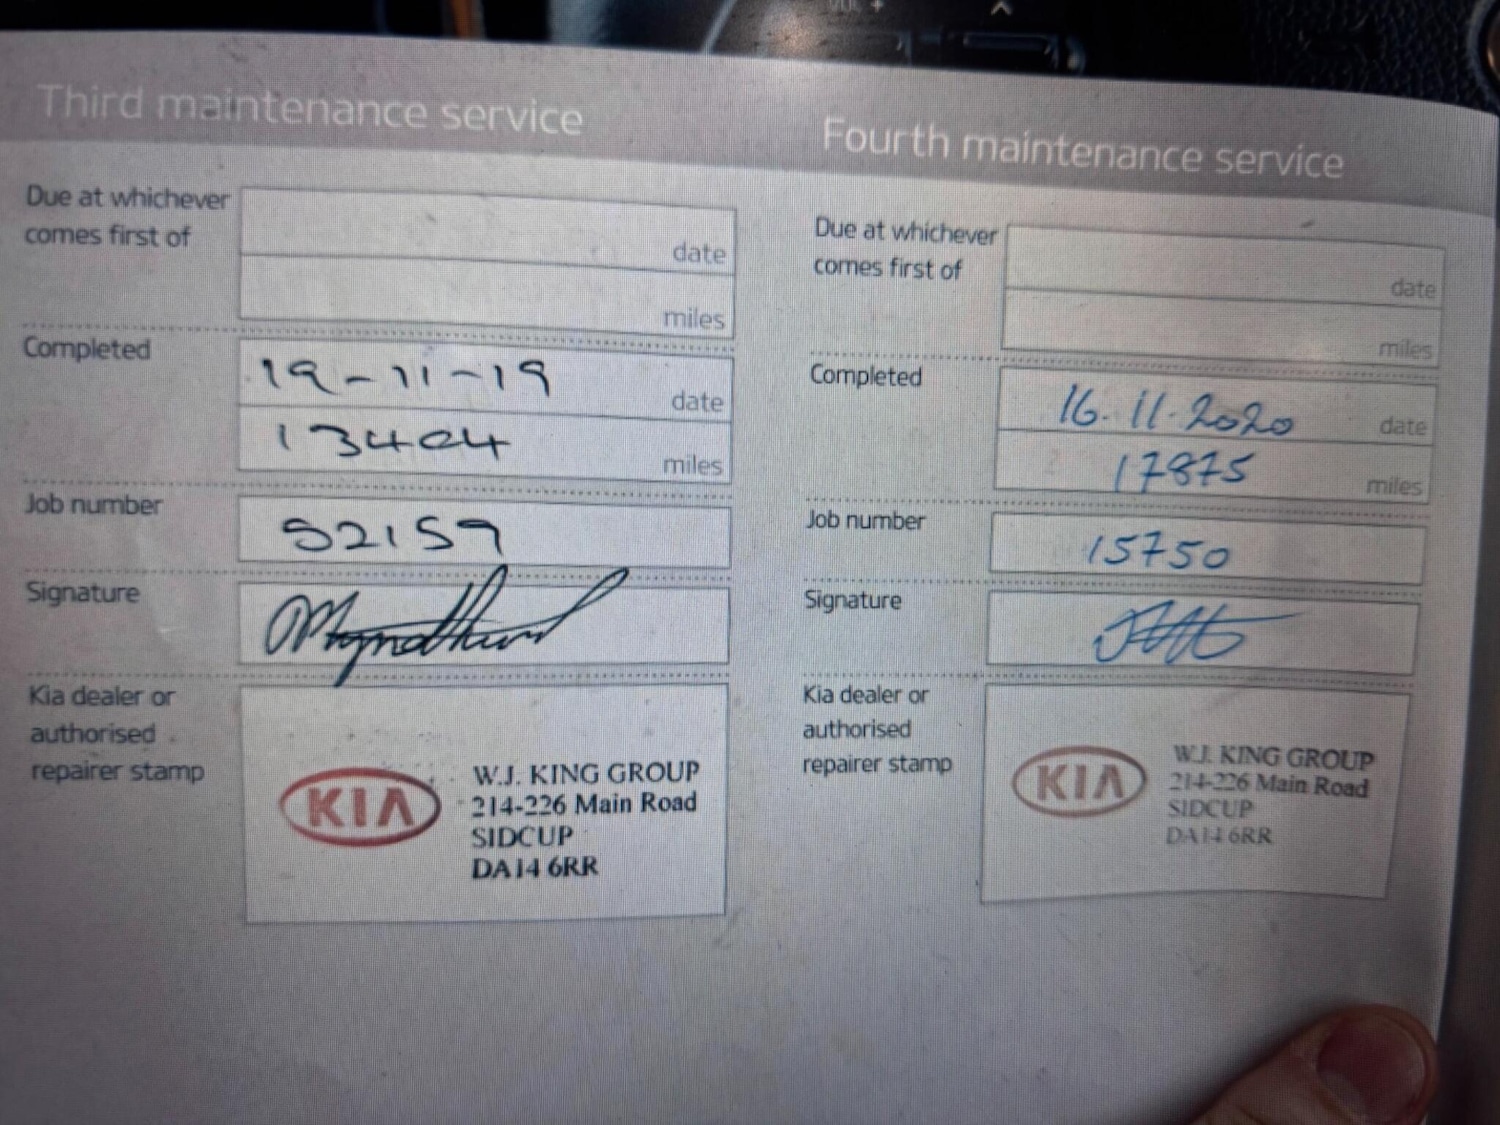 VOL +
Third maintenance service
Due at whichever
comes first of
date
miles
Completed
19-11-19
date
13404
miles
Job number
52159
Signature
Kia dealer or
authorised
repairer stamp
KIA
W.J. KING GROUP
214-226 Main Road
SIDCUP
DA14 6RR
Fourth maintenance service
Due at whichever
comes first of
date
miles
Completed
16.11.2020
date
17875
miles
Job number
15750
Signature
Kia dealer or
authorised
repairer stamp
KIA
W.J. KING GROUP
214-226 Main Road
SIDCUP
DA14 6RR